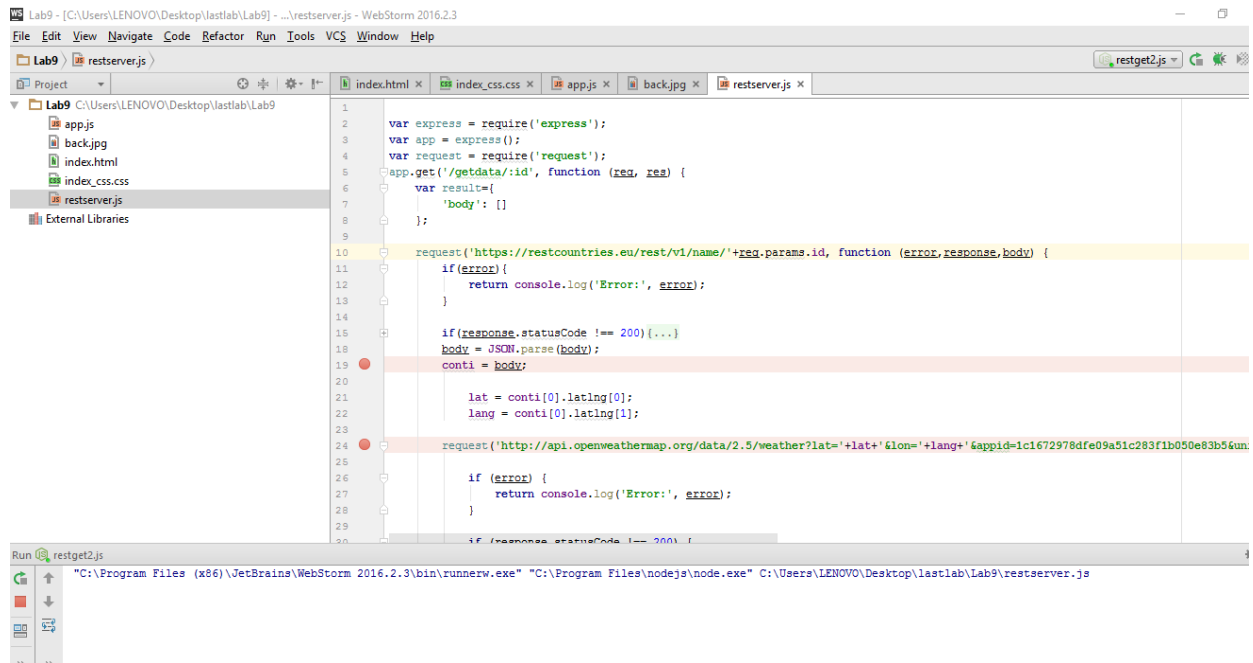 WS Lab9 - [C:\Users\LENOVO\Desktop\lastlab\Lab9] - ...\restserver.js - WebStorm 2016.2.3
File Edit View Navigate Code Refactor Run Tools VCS Window Help
Lab9 restserver.js restget2.js
Project index.html index_css.css app.js back.jpg restserver.js
Lab9 C:\Users\LENOVO\Desktop\lastlab\Lab9
app.js
back.jpg
index.html
index_css.css
restserver.js
External Libraries
1
2 var express = require('express');
3 var app = express();
4 var request = require('request');
5 app.get('/getdata/:id', function (req, res) {
6 var result={
7 'body': []
8 };
9
10 request('https://restcountries.eu/rest/v1/name/'+req.params.id, function (error,response,body) {
11 if(error){
12 return console.log('Error:', error);
13 }
14
15 if(response.statusCode !== 200){...}
18 body = JSON.parse(body);
19 conti = body;
20
21 lat = conti[0].latlng[0];
22 lang = conti[0].latlng[1];
23
24 request('http://api.openweathermap.org/data/2.5/weather?lat='+lat+'&lon='+lang+'&appid=1c1672978dfe09a51c283f1b050e83b5&uni
25
26 if (error) {
27 return console.log('Error:', error);
28 }
29
30 if (response.statusCode !== 200) {
Run restget2.js
"C:\Program Files (x86)\JetBrains\WebStorm 2016.2.3\bin\runnerw.exe" "C:\Program Files\nodejs\node.exe" C:\Users\LENOVO\Desktop\lastlab\Lab9\restserver.js